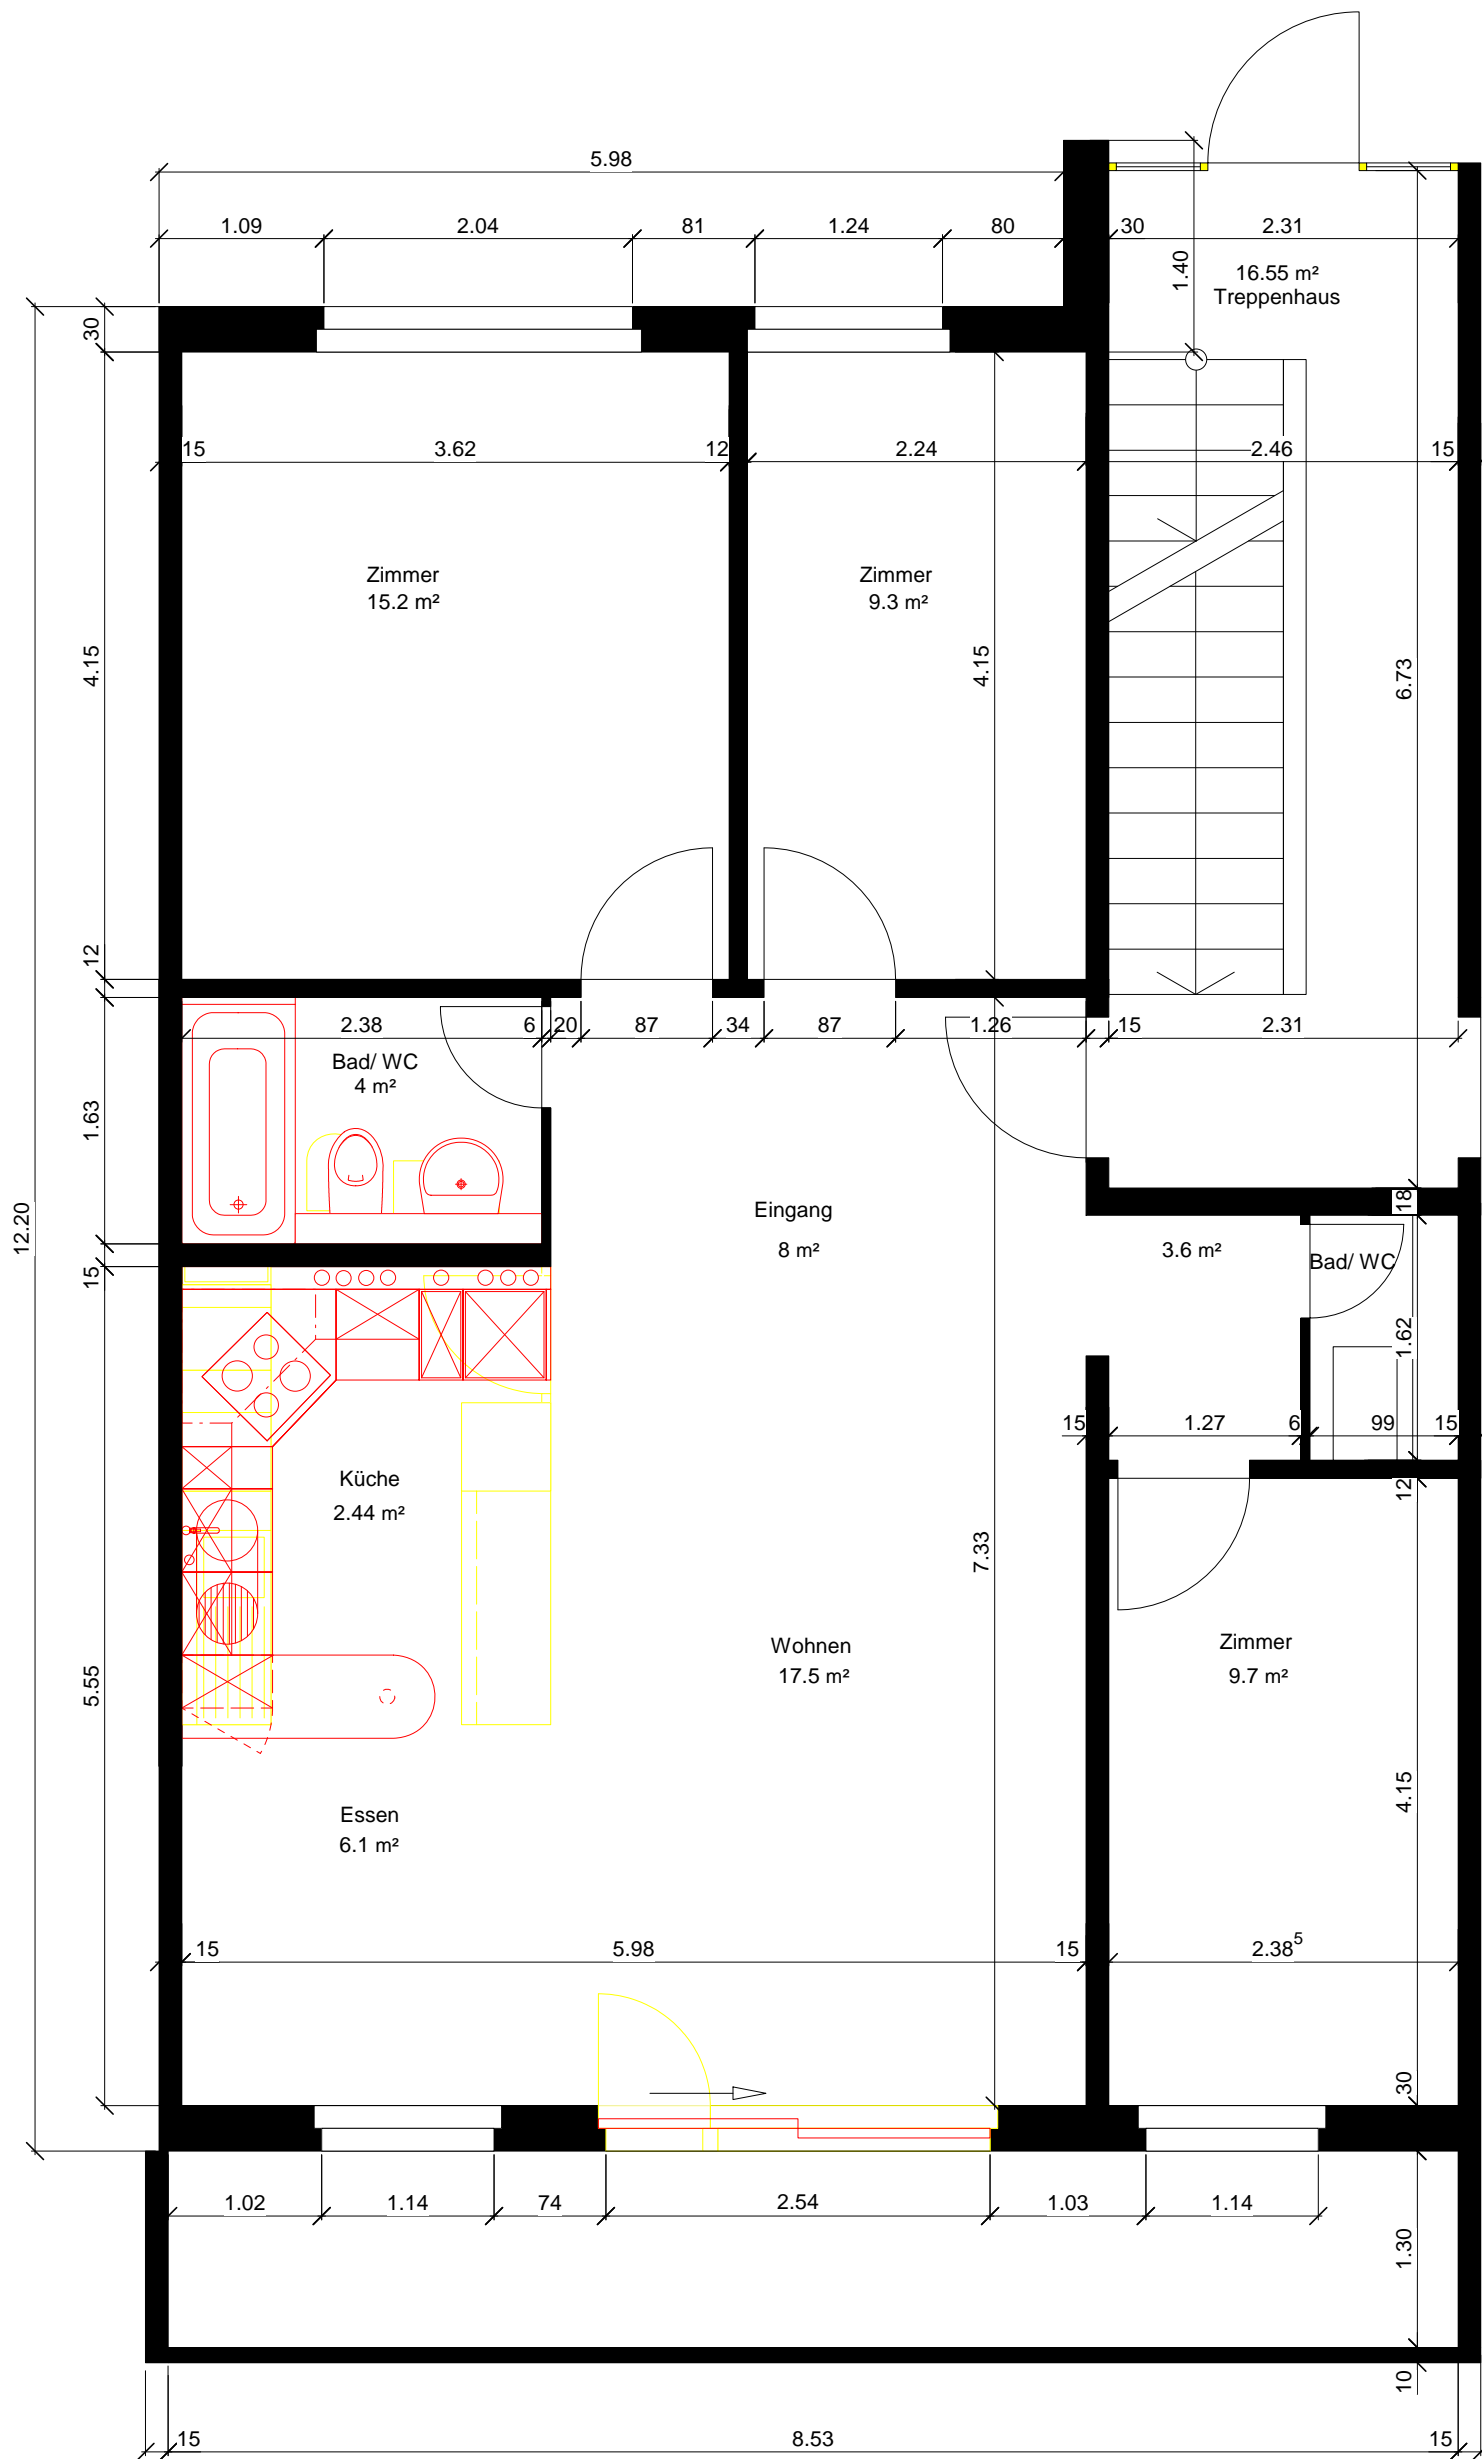 5.98
1.09 2.04 81 1.24 80 30 2.31
1.40
16.55 m²
Treppenhaus
30
15 3.62 12 2.24 2.46 15
Zimmer
15.2 m²
Zimmer
9.3 m²
4.15
4.15
6.73
12
2.38 6 20 87 34 87 1.26 15 2.31
Bad/ WC
4 m²
1.63
12.20
Eingang
8 m²
18
3.6 m²
Bad/ WC
15
1.62
15 1.27 6 99 15
Küche
2.44 m²
12
7.33
Wohnen
17.5 m²
Zimmer
9.7 m²
5.55
4.15
Essen
6.1 m²
15 5.98 15 2.38⁵
30
1.02 1.14 74 2.54 1.03 1.14
1.30
10
15 8.53 15